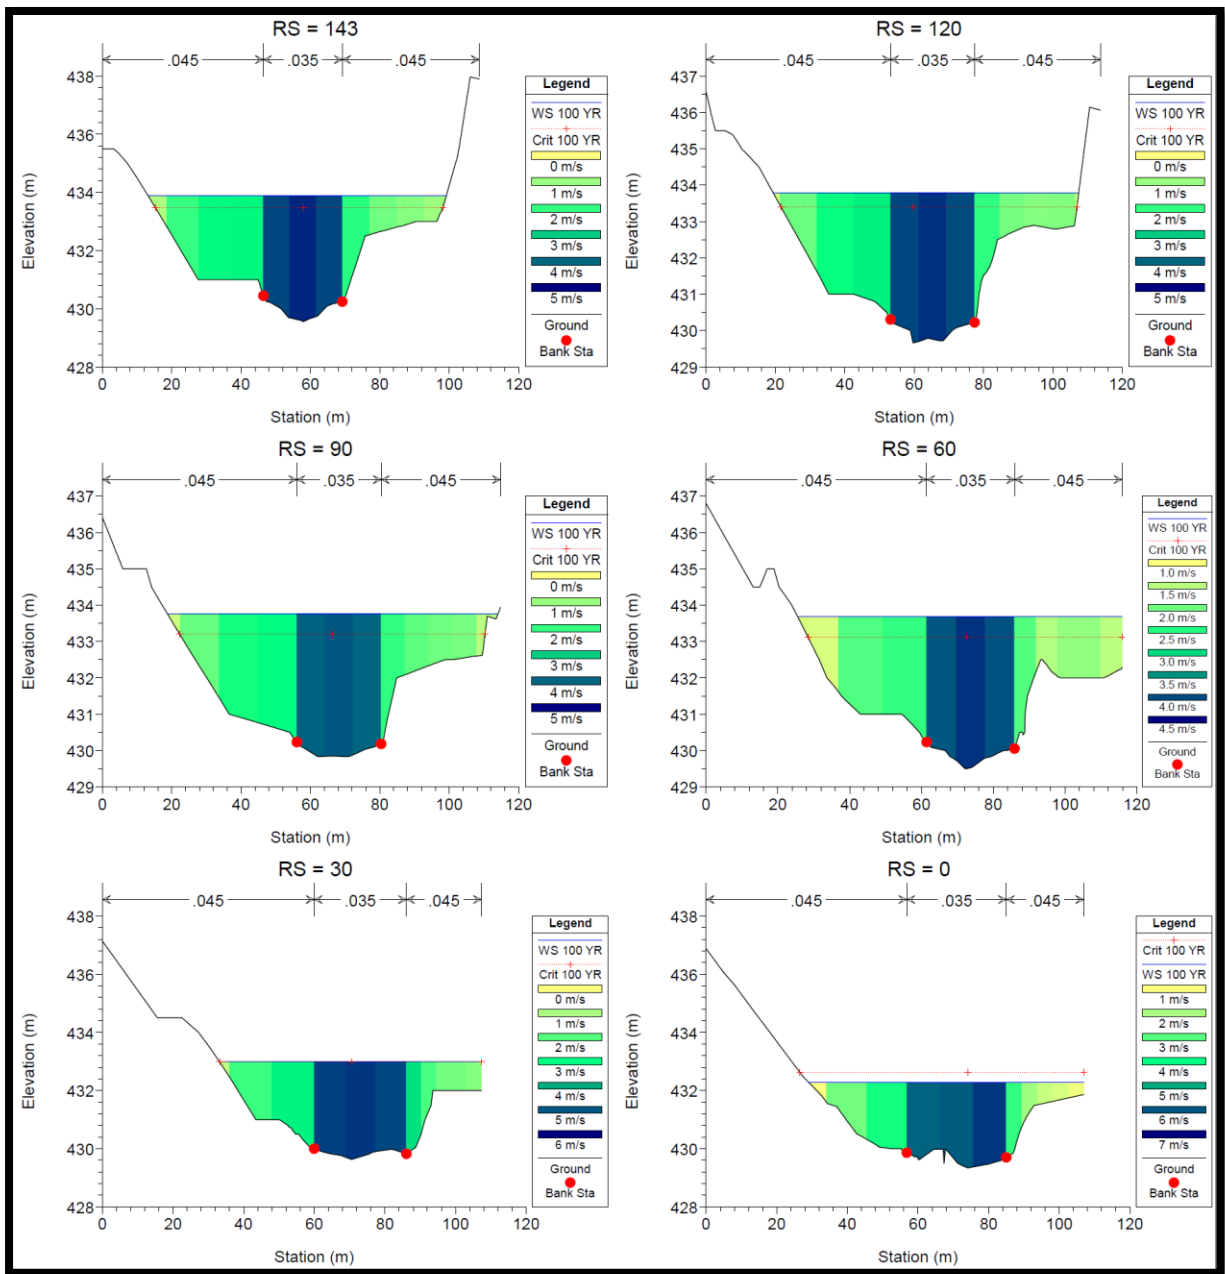 RS = 143
.045 .035 .045
438
436
434
432
430
428
0 20 40 60 80 100 120
Elevation (m)
Station (m)
Legend
WS 100 YR
Crit 100 YR
0 m/s
1 m/s
2 m/s
3 m/s
4 m/s
5 m/s
Ground
Bank Sta
RS = 120
.045 .035 .045
437
436
435
434
433
432
431
430
429
0 20 40 60 80 100 120
Elevation (m)
Station (m)
Legend
WS 100 YR
Crit 100 YR
0 m/s
1 m/s
2 m/s
3 m/s
4 m/s
5 m/s
Ground
Bank Sta
RS = 90
.045 .035 .045
437
436
435
434
433
432
431
430
429
0 20 40 60 80 100 120
Elevation (m)
Station (m)
Legend
WS 100 YR
Crit 100 YR
0 m/s
1 m/s
2 m/s
3 m/s
4 m/s
5 m/s
Ground
Bank Sta
RS = 60
.045 .035 .045
437
436
435
434
433
432
431
430
429
0 20 40 60 80 100 120
Elevation (m)
Station (m)
Legend
WS 100 YR
Crit 100 YR
1.0 m/s
1.5 m/s
2.0 m/s
2.5 m/s
3.0 m/s
3.5 m/s
4.0 m/s
4.5 m/s
Ground
Bank Sta
RS = 30
.045 .035 .045
438
436
434
432
430
428
0 20 40 60 80 100 120
Elevation (m)
Station (m)
Legend
WS 100 YR
Crit 100 YR
0 m/s
1 m/s
2 m/s
3 m/s
4 m/s
5 m/s
6 m/s
Ground
Bank Sta
RS = 0
.045 .035 .045
438
436
434
432
430
428
0 20 40 60 80 100 120
Elevation (m)
Station (m)
Legend
Crit 100 YR
WS 100 YR
1 m/s
2 m/s
3 m/s
4 m/s
5 m/s
6 m/s
7 m/s
Ground
Bank Sta